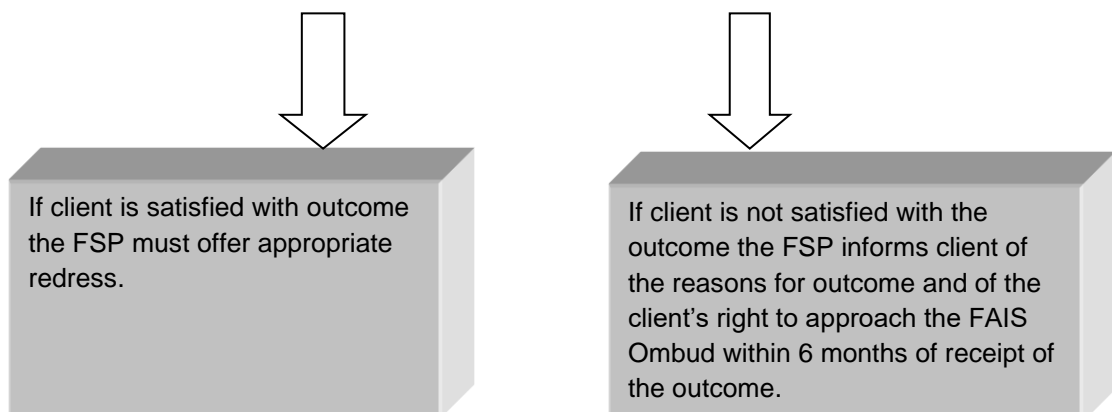 If client is satisfied with outcome
the FSP must offer appropriate
redress.
If client is not satisfied with the
outcome the FSP informs client of
the reasons for outcome and of the
client's right to approach the FAIS
Ombud within 6 months of receipt of
the outcome.